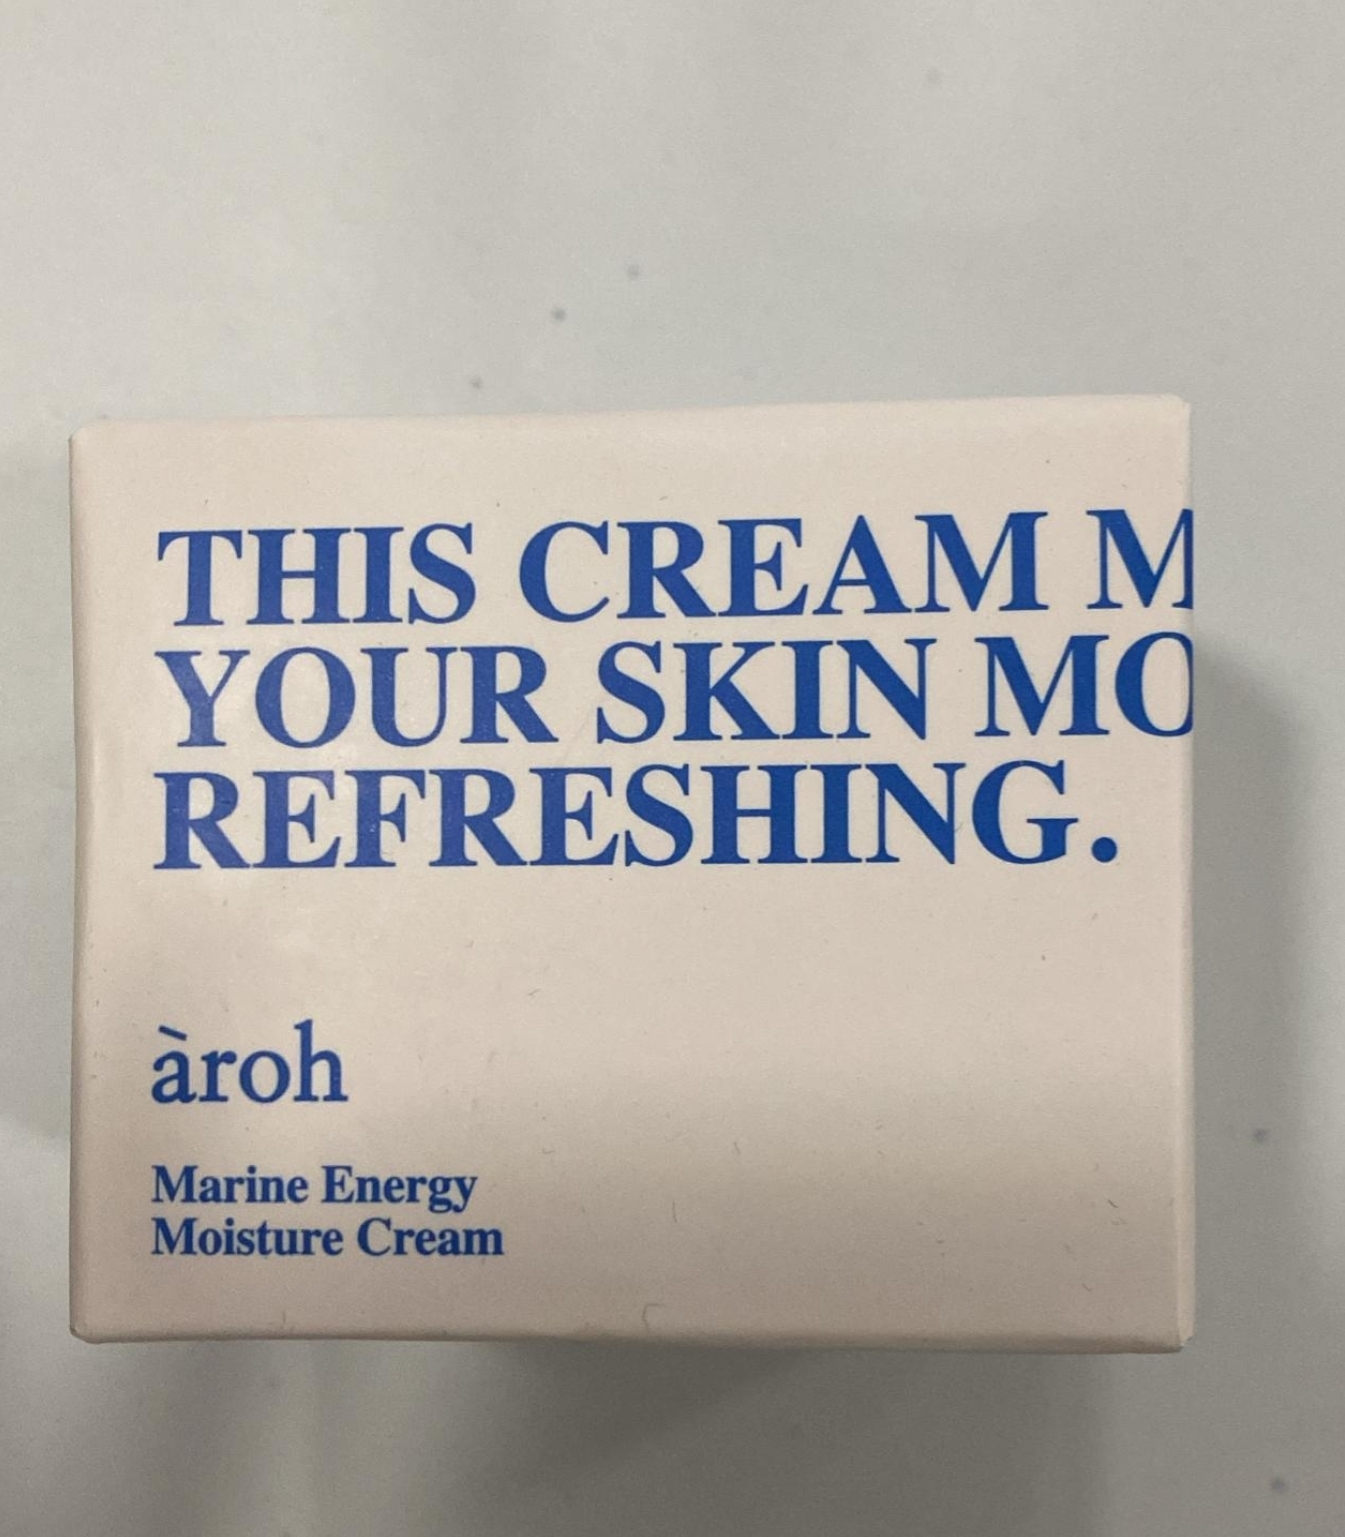 THIS CREAM M
YOUR SKIN MO
REFRESHING.
àroh
Marine Energy
Moisture Cream